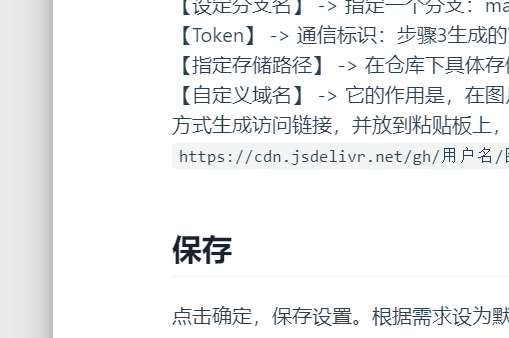 【设定分支名】 -> 指定一个分支：ma
【Token】 -> 通信标识：步骤3生成的
【指定存储路径】 -> 在仓库下具体存
【自定义域名】 -> 它的作用是，在图
方式生成访问链接，并放到粘贴板上，
https://cdn.jsdelivr.net/gh/用户名/
保存
点击确定，保存设置。根据需求设为默